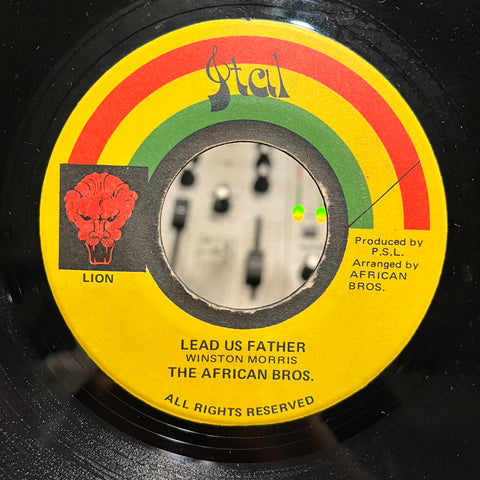 Ital
LION
Produced by
P.S.L.
Arranged by
AFRICAN
BROS.
LEAD US FATHER
WINSTON MORRIS
THE AFRICAN BROS.
ALL RIGHTS RESERVED